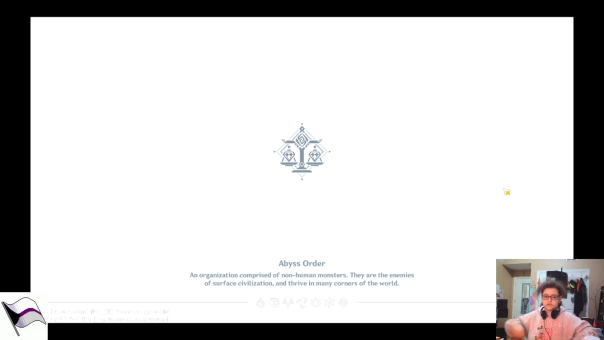 Abyss Order
An organization comprised of non-human monsters. They are the enemies
of surface civilization, and thrive in many corners of the world.